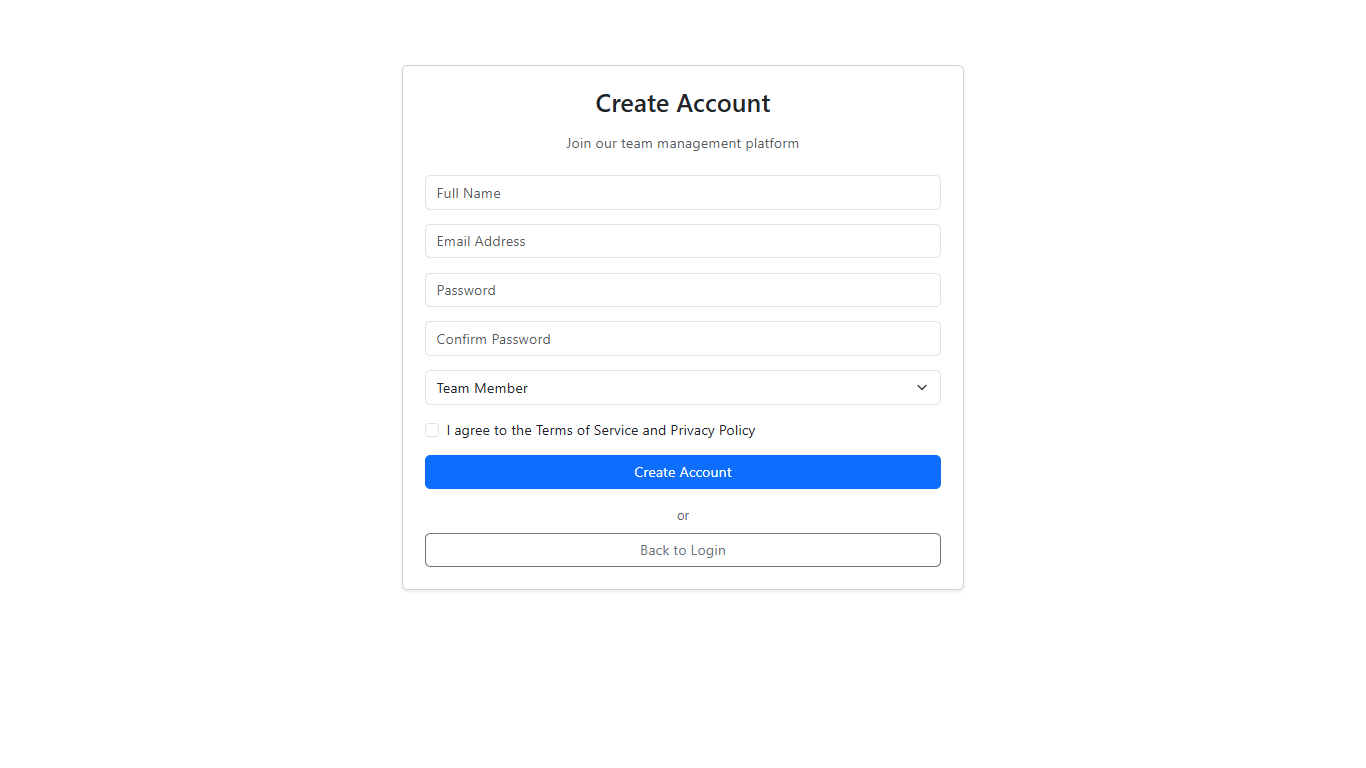 Create Account
Join our team management platform
Full Name
Email Address
Password
Confirm Password
Team Member
I agree to the Terms of Service and Privacy Policy
Create Account
or
Back to Login